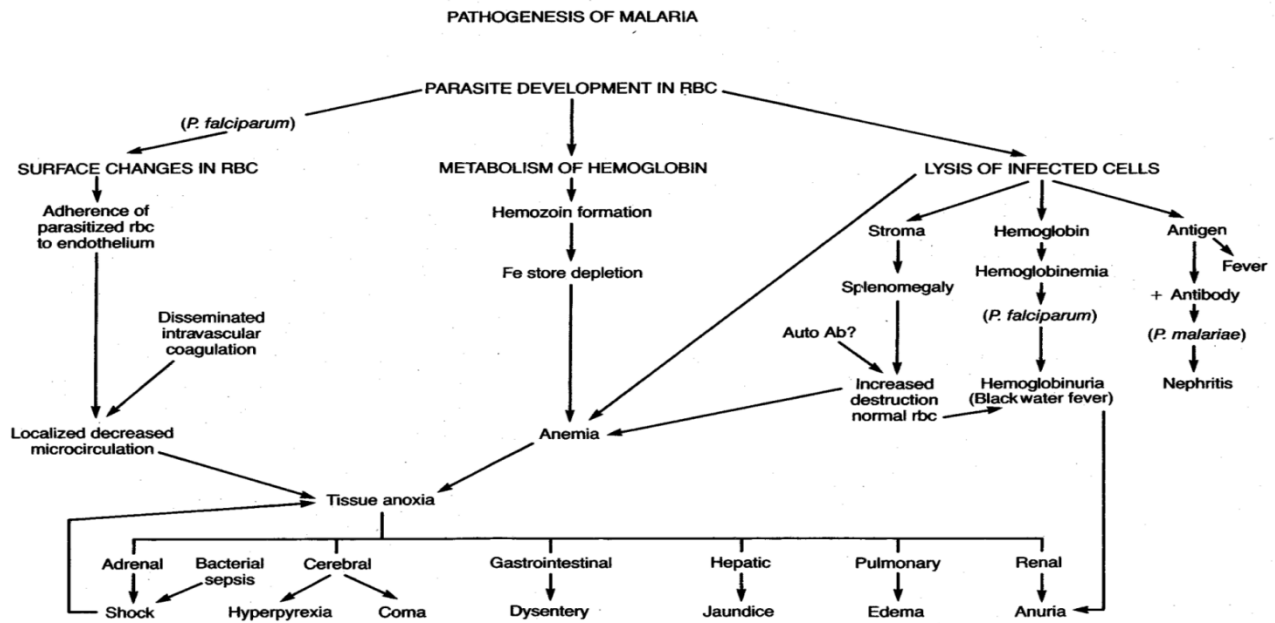 PATHOGENESIS OF MALARIA
PARASITE DEVELOPMENT IN RBC
(P. falciparum)
SURFACE CHANGES IN RBC
METABOLISM OF HEMOGLOBIN
LYSIS OF INFECTED CELLS
Adherence of
parasitized rbc
to endothelium
Hemozoin formation
Stroma
Hemoglobin
Antigen
Fever
Fe store depletion
Hemoglobinemia
Splenomegaly
+ Antibody
(P. falciparum)
(P. malariae)
Disseminated
intravascular
coagulation
Auto Ab?
Increased
destruction
normal rbc
Hemoglobinuria
(Black water fever)
Nephritis
Localized decreased
microcirculation
Anemia
Tissue anoxia
Adrenal
Bacterial
sepsis
Cerebral
Gastrointestinal
Hepatic
Pulmonary
Renal
Shock
Hyperpyrexia
Coma
Dysentery
Jaundice
Edema
Anuria